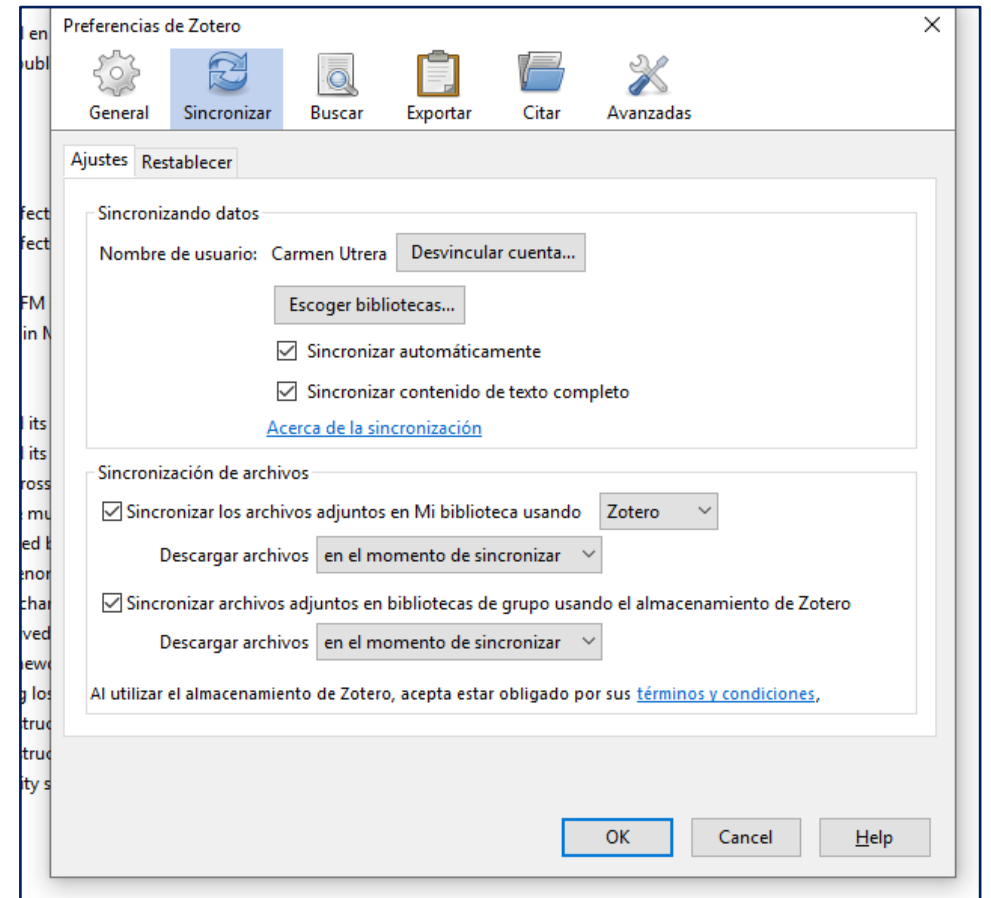 Preferencias de Zotero
General Sincronizar Buscar Exportar Citar Avanzadas
Ajustes Restablecer
Sincronizando datos
Nombre de usuario: Carmen Utrera Desvincular cuenta...
Escoger bibliotecas...
Sincronizar automáticamente
Sincronizar contenido de texto completo
Acerca de la sincronización
Sincronización de archivos
Sincronizar los archivos adjuntos en Mi biblioteca usando Zotero
Descargar archivos en el momento de sincronizar
Sincronizar archivos adjuntos en bibliotecas de grupo usando el almacenamiento de Zotero
Descargar archivos en el momento de sincronizar
Al utilizar el almacenamiento de Zotero, acepta estar obligado por sus términos y condiciones,
OK Cancel Help